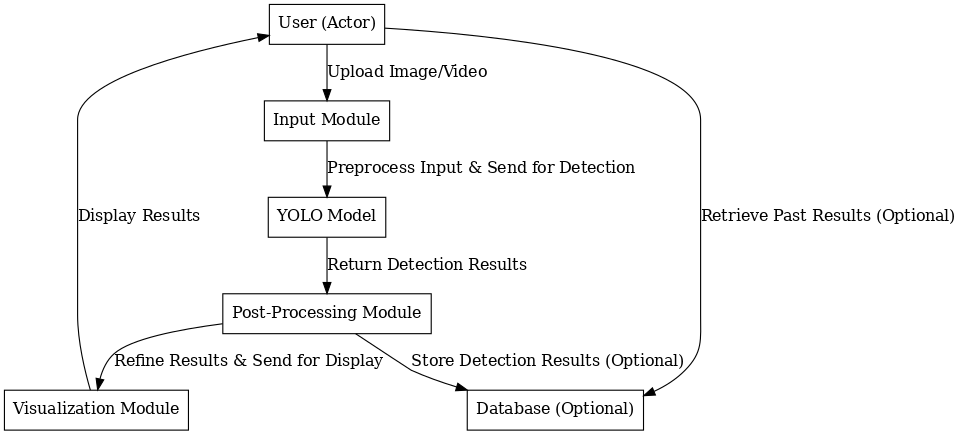 User (Actor)
Upload Image/Video
Input Module
Preprocess Input & Send for Detection
YOLO Model
Display Results
Retrieve Past Results (Optional)
Return Detection Results
Post-Processing Module
Refine Results & Send for Display
Store Detection Results (Optional)
Visualization Module
Database (Optional)